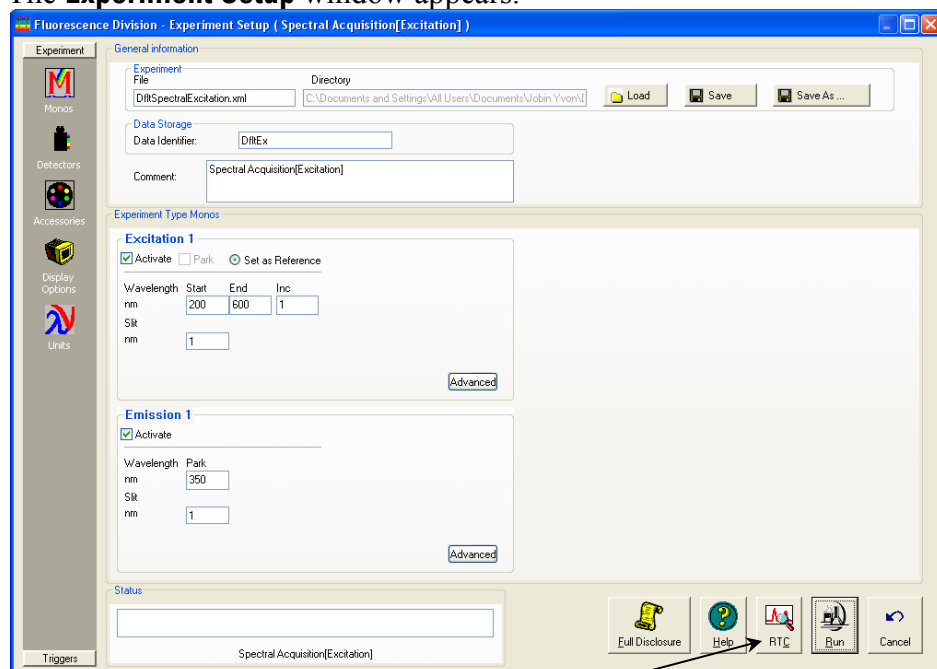 The Experiment Setup window appears.
Fluorescence Division - Experiment Setup ( Spectral Acquisition[Excitation] )
Experiment
Monos
Detectors
Accessories
Display
Options
Units
Triggers
General information
Experiment
File
Directory
DfltSpectralExcitation.xml
C:\Documents and Settings\All Users\Documents\Jobin Yvon\
Load
Save
Save As ...
Data Storage
Data Identifier:
DfltEx
Comment:
Spectral Acquisition[Excitation]
Experiment Type Monos
Excitation 1
Activate Park Set as Reference
Wavelength Start End Inc
nm 200 600 1
Slit
nm 1
Advanced
Emission 1
Activate
Wavelength Park
nm 350
Slit
nm 1
Advanced
Status
Spectral Acquisition[Excitation]
Full Disclosure
Help
RTC
Run
Cancel